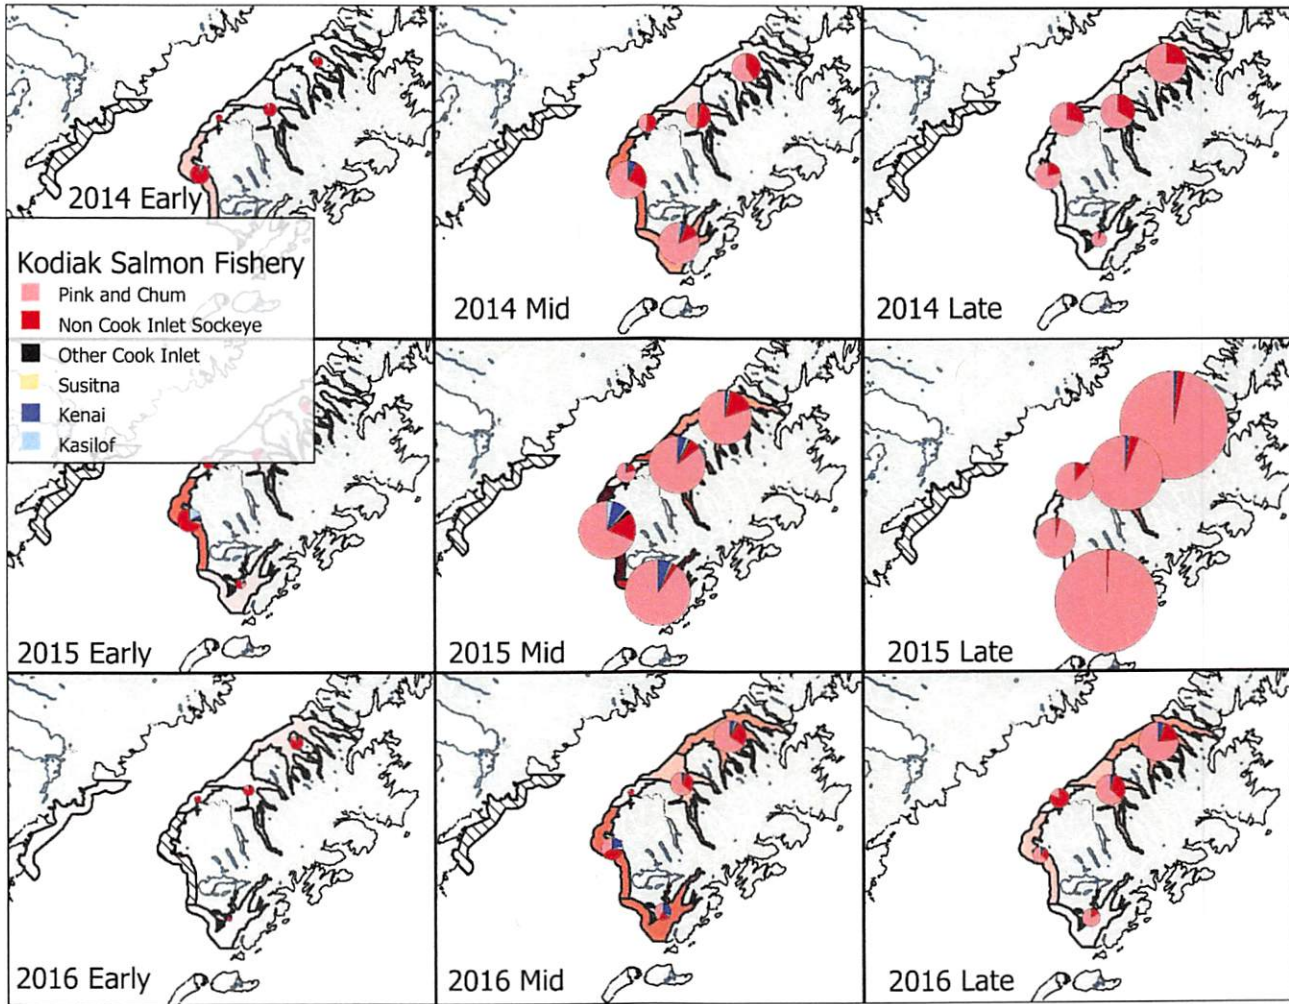 2014 Early
2014 Mid
2014 Late
Kodiak Salmon Fishery
Pink and Chum
Non Cook Inlet Sockeye
Other Cook Inlet
Susitna
Kenai
Kasilof
2015 Early
2015 Mid
2015 Late
2016 Early
2016 Mid
2016 Late